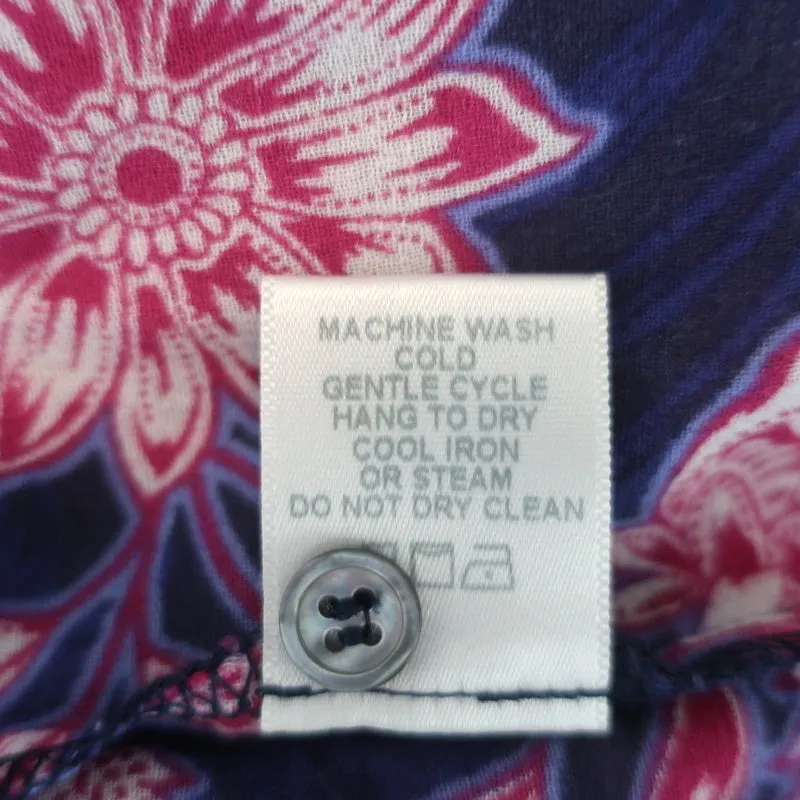 MACHINE WASH
COLD
GENTLE CYCLE
HANG TO DRY
COOL IRON
OR STEAM
DO NOT DRY CLEAN